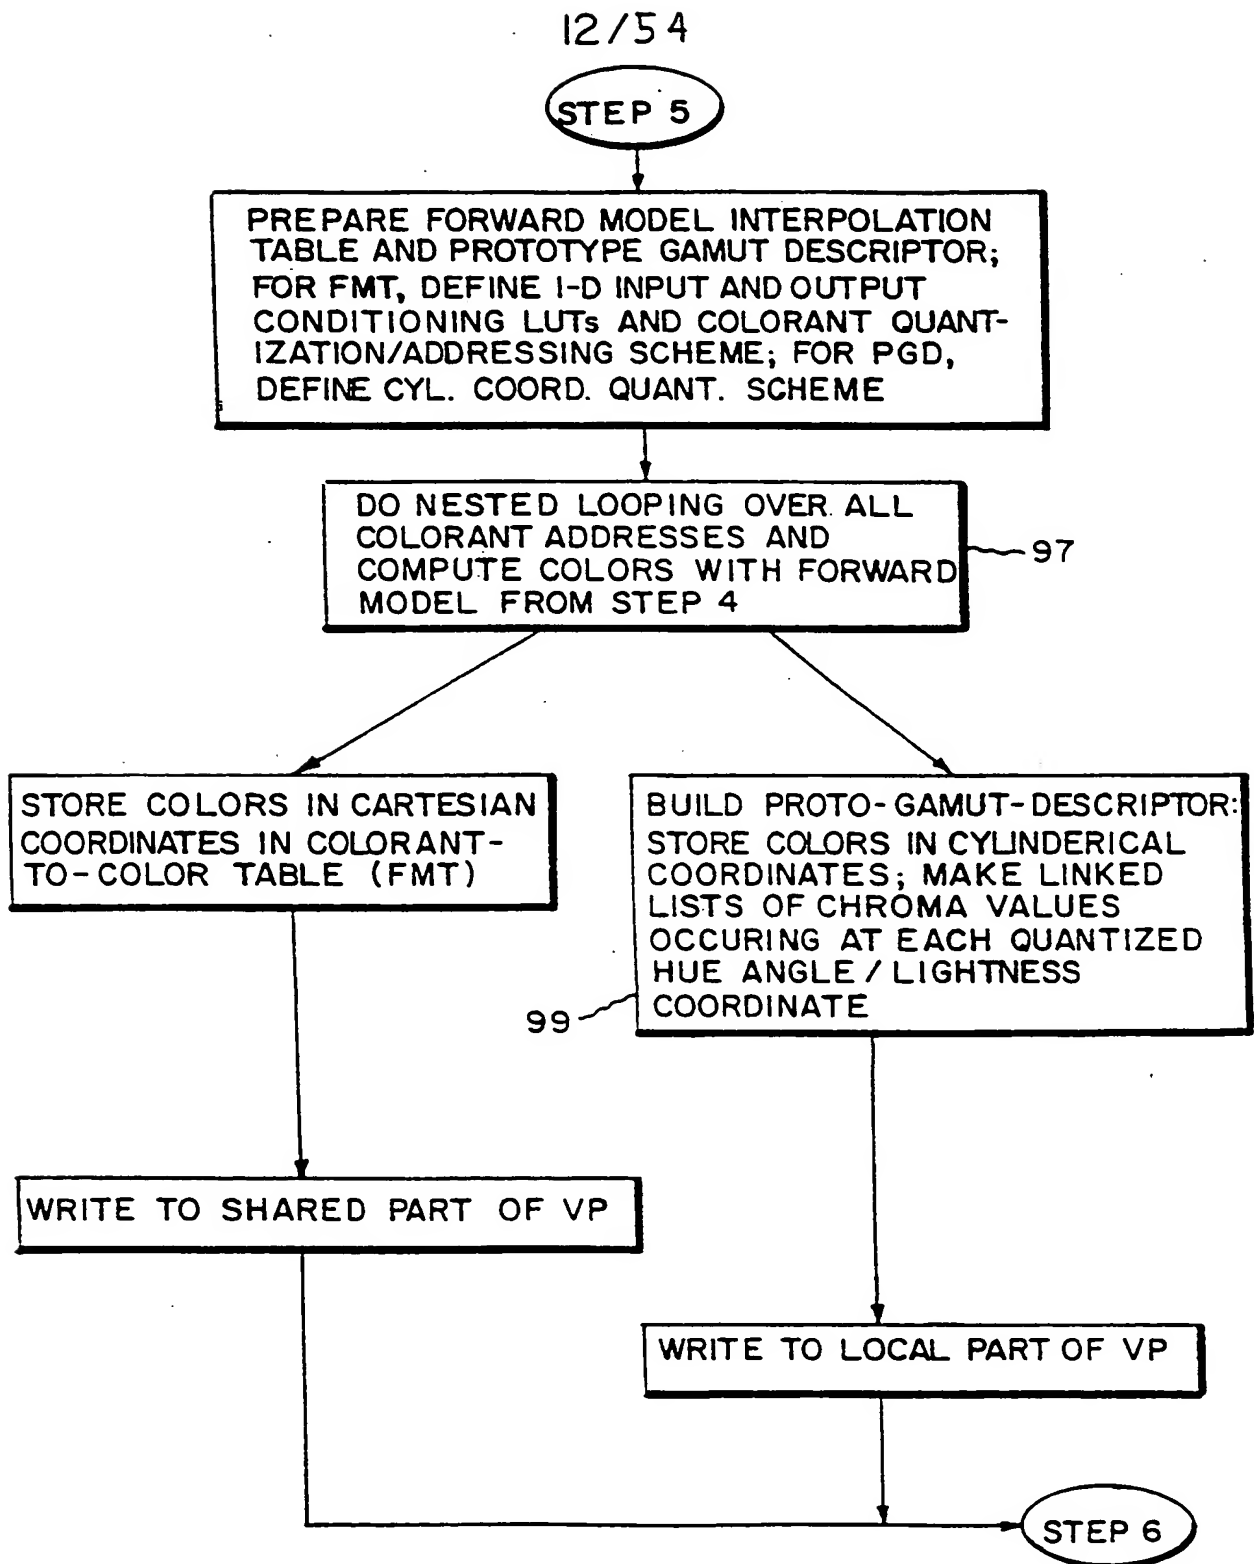 12/54
STEP 5
PREPARE FORWARD MODEL INTERPOLATION
TABLE AND PROTOTYPE GAMUT DESCRIPTOR;
FOR FMT, DEFINE 1-D INPUT AND OUTPUT
CONDITIONING LUTs AND COLORANT QUANT-
IZATION/ADDRESSING SCHEME; FOR PGD,
DEFINE CYL. COORD. QUANT. SCHEME
DO NESTED LOOPING OVER ALL
COLORANT ADDRESSES AND
COMPUTE COLORS WITH FORWARD
MODEL FROM STEP 4
97
STORE COLORS IN CARTESIAN
COORDINATES IN COLORANT-
TO-COLOR TABLE (FMT)
BUILD PROTO-GAMUT-DESCRIPTOR:
STORE COLORS IN CYLINDERICAL
COORDINATES; MAKE LINKED
LISTS OF CHROMA VALUES
OCCURING AT EACH QUANTIZED
HUE ANGLE / LIGHTNESS
COORDINATE
99
WRITE TO SHARED PART OF VP
WRITE TO LOCAL PART OF VP
STEP 6